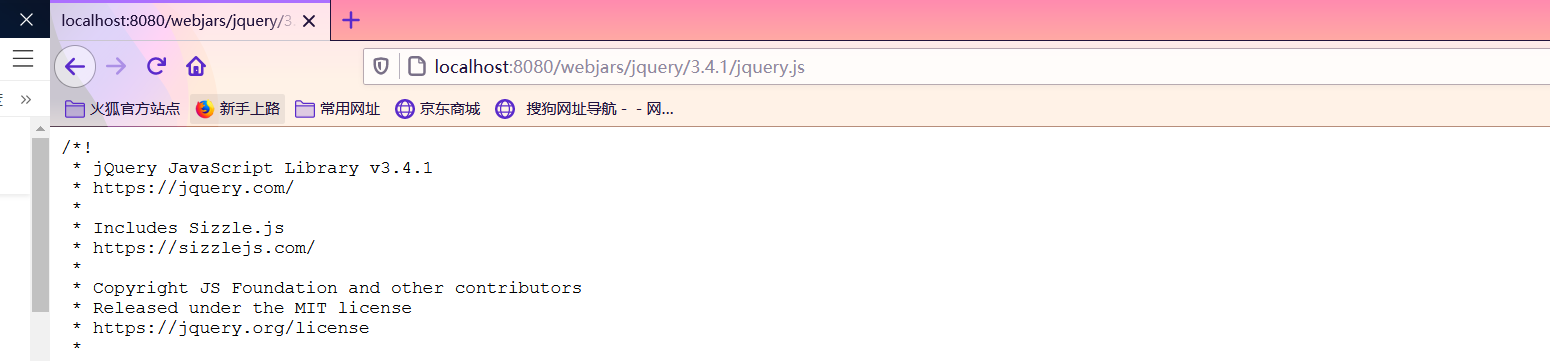 localhost:8080/webjars/jquery/3
localhost:8080/webjars/jquery/3.4.1/jquery.js
火狐官方站点 新手上路 常用网址 京东商城 搜狗网址导航 - - 网...
/*!
* jQuery JavaScript Library v3.4.1
* https://jquery.com/
*
* Includes Sizzle.js
* https://sizzlejs.com/
*
* Copyright JS Foundation and other contributors
* Released under the MIT license
* https://jquery.org/license
*